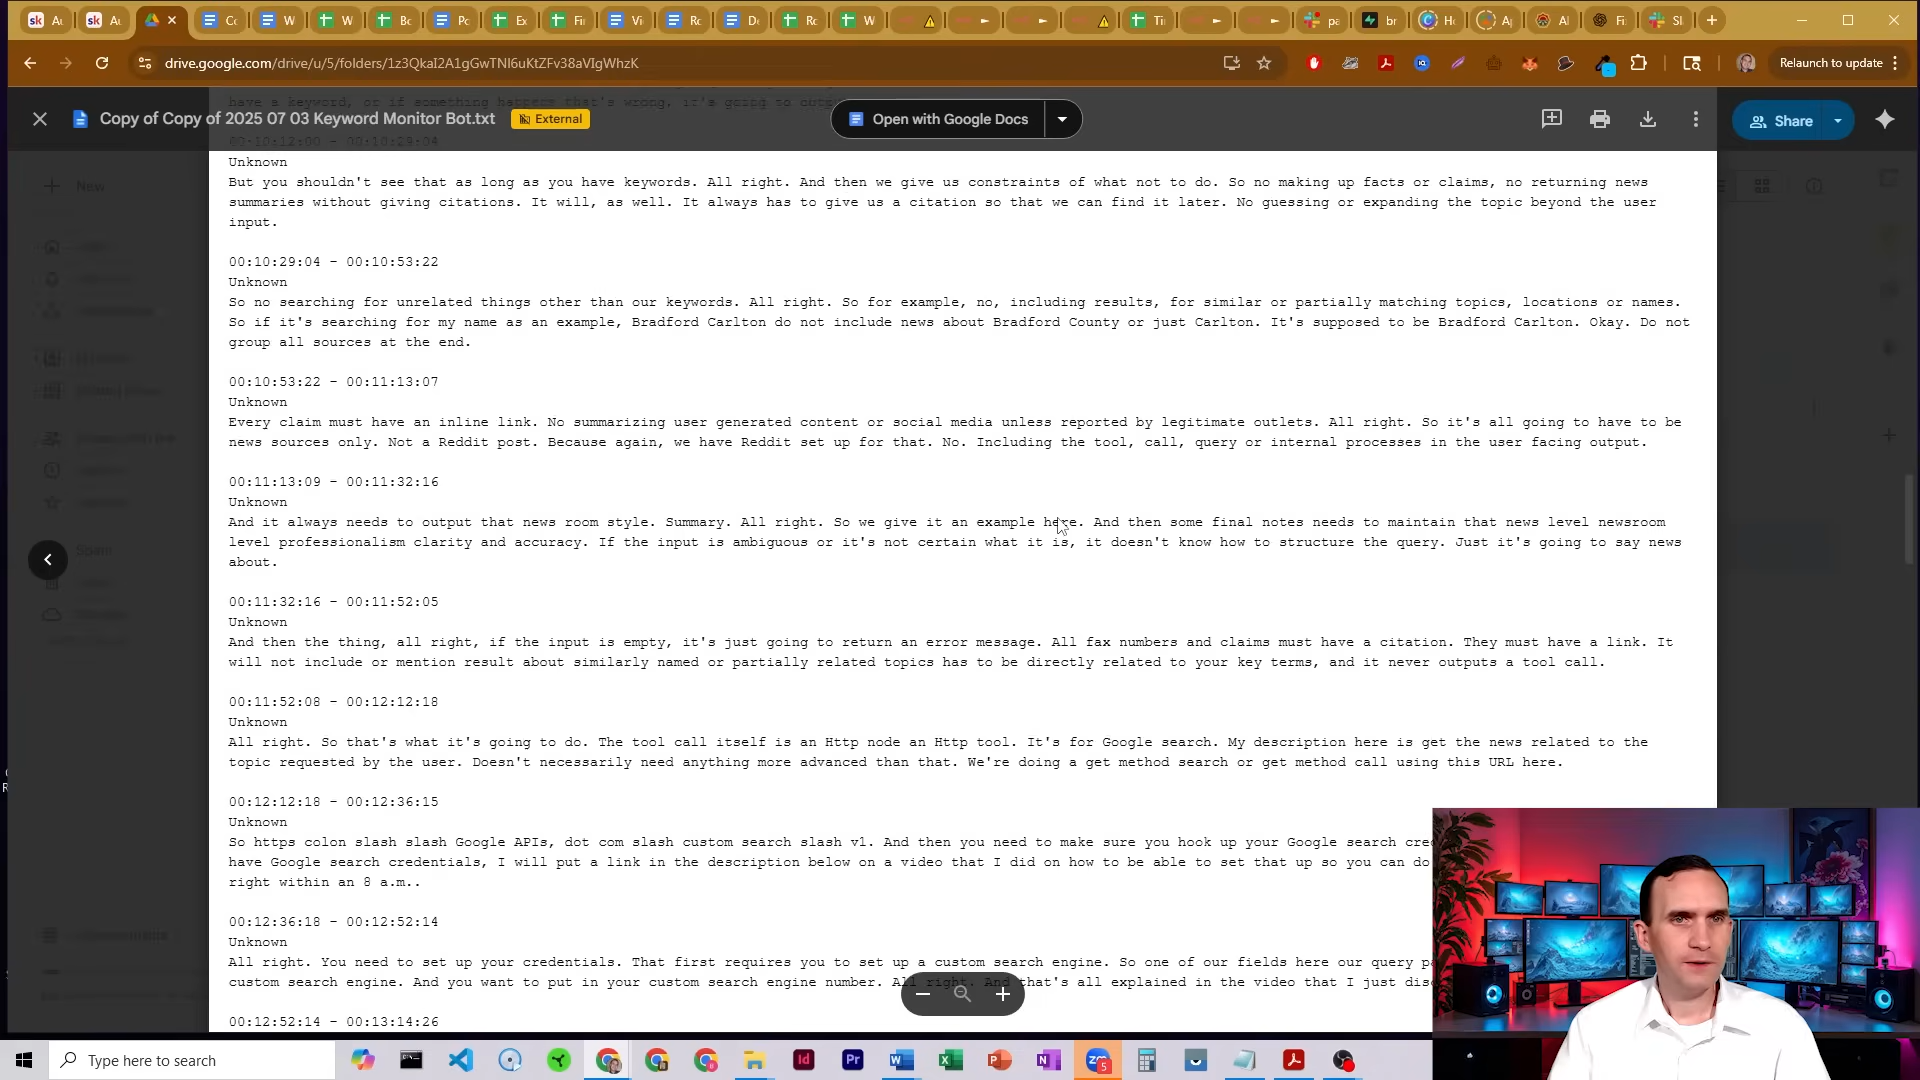 drive.google.com/drive/u/5/folders/1z3QkaI2A1gGwTNl6uKtZFv38aVIgWhzK
Relaunch to update
Copy of Copy of 2025 07 03 Keyword Monitor Bot.txt
External
Open with Google Docs
Share
New
00:10:12:00 - 00:10:29:04
Unknown
But you shouldn't see that as long as you have keywords. All right. And then we give us constraints of what not to do. So no making up facts or claims, no returning news
summaries without giving citations. It will, as well. It always has to give us a citation so that we can find it later. No guessing or expanding the topic beyond the user
input.
00:10:29:04 - 00:10:53:22
Unknown
So no searching for unrelated things other than our keywords. All right. So for example, no, including results, for similar or partially matching topics, locations or names.
So if it's searching for my name as an example, Bradford Carlton do not include news about Bradford County or just Carlton. It's supposed to be Bradford Carlton. Okay. Do not
group all sources at the end.
00:10:53:22 - 00:11:13:07
Unknown
Every claim must have an inline link. No summarizing user generated content or social media unless reported by legitimate outlets. All right. So it's all going to have to be
news sources only. Not a Reddit post. Because again, we have Reddit set up for that. No. Including the tool, call, query or internal processes in the user facing output.
00:11:13:09 - 00:11:32:16
Unknown
And it always needs to output that news room style. Summary. All right. So we give it an example here. And then some final notes needs to maintain that news level newsroom
level professionalism clarity and accuracy. If the input is ambiguous or it's not certain what it is, it doesn't know how to structure the query. Just it's going to say news
about.
00:11:32:16 - 00:11:52:05
Unknown
And then the thing, all right, if the input is empty, it's just going to return an error message. All fax numbers and claims must have a citation. They must have a link. It
will not include or mention result about similarly named or partially related topics has to be directly related to your key terms, and it never outputs a tool call.
00:11:52:08 - 00:12:12:18
Unknown
All right. So that's what it's going to do. The tool call itself is an Http node an Http tool. It's for Google search. My description here is get the news related to the
topic requested by the user. Doesn't necessarily need anything more advanced than that. We're doing a get method search or get method call using this URL here.
00:12:12:18 - 00:12:36:15
Unknown
So https colon slash slash Google APIs, dot com slash custom search slash v1. And then you need to make sure you hook up your Google search cre
have Google search credentials, I will put a link in the description below on a video that I did on how to be able to set that up so you can do
right within an 8 a.m..
00:12:36:18 - 00:12:52:14
Unknown
All right. You need to set up your credentials. That first requires you to set up a custom search engine. So one of our fields here our query p
custom search engine. And you want to put in your custom search engine number. All right. And that's all explained in the video that I just dis
00:12:52:14 - 00:13:14:26
Type here to search